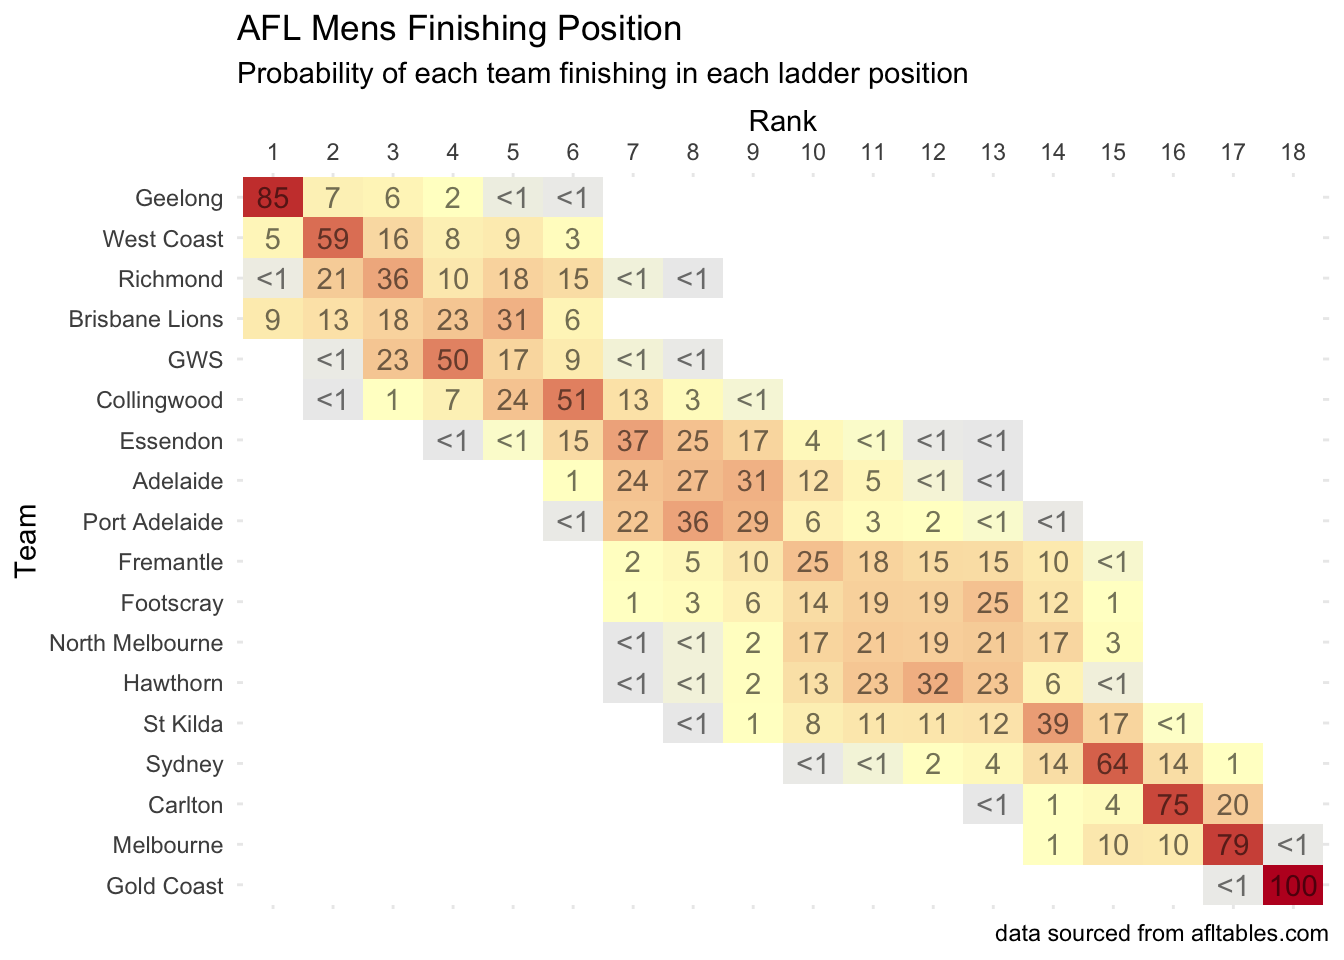 AFL Mens Finishing Position
Probability of each team finishing in each ladder position
Rank
1 2 3 4 5 6 7 8 9 10 11 12 13 14 15 16 17 18
Team
Geelong 85 7 6 2 <1 <1
West Coast 5 59 16 8 9 3
Richmond <1 21 36 10 18 15 <1 <1
Brisbane Lions 9 13 18 23 31 6
GWS <1 23 50 17 9 <1 <1
Collingwood <1 1 7 24 51 13 3 <1
Essendon <1 <1 15 37 25 17 4 <1 <1 <1
Adelaide 1 24 27 31 12 5 <1 <1
Port Adelaide <1 22 36 29 6 3 2 <1 <1
Fremantle 2 5 10 25 18 15 15 10 <1
Footscray 1 3 6 14 19 19 25 12 1
North Melbourne <1 <1 2 17 21 19 21 17 3
Hawthorn <1 <1 2 13 23 32 23 6 <1
St Kilda <1 1 8 11 11 12 39 17 <1
Sydney <1 <1 2 4 14 64 14 1
Carlton <1 1 4 75 20
Melbourne 1 10 10 79 <1
Gold Coast <1 100
data sourced from afltables.com